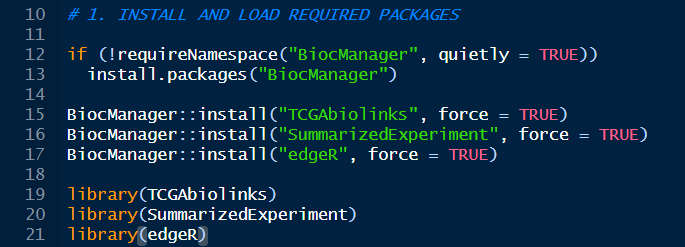 10 # 1. INSTALL AND LOAD REQUIRED PACKAGES
11
12 if (!requireNamespace("BiocManager", quietly = TRUE))
13   install.packages("BiocManager")
14
15 BiocManager::install("TCGAbiolinks", force = TRUE)
16 BiocManager::install("SummarizedExperiment", force = TRUE)
17 BiocManager::install("edgeR", force = TRUE)
18
19 library(TCGAbiolinks)
20 library(SummarizedExperiment)
21 library(edgeR)